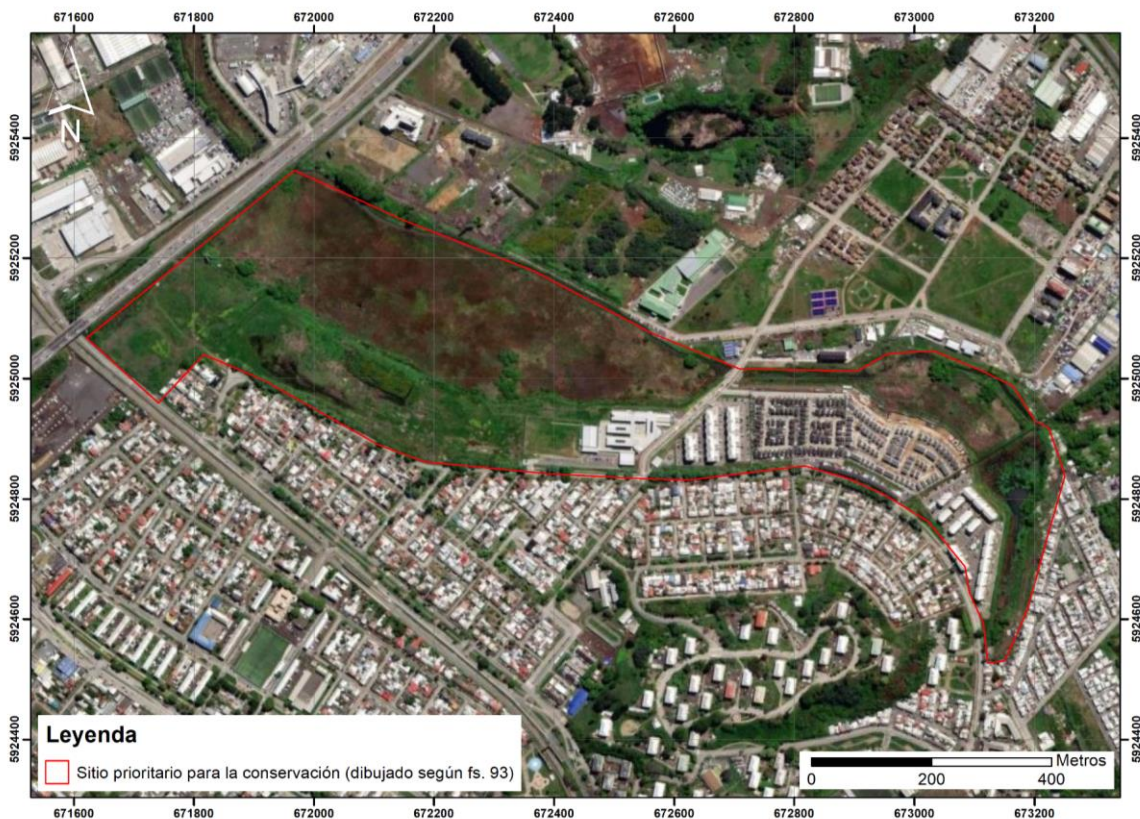 671600 671800 672000 672200 672400 672600 672800 673000 673200
5925400 5925400
5925200 5925200
5925000 5925000
5924800 5924800
5924600 5924600
5924400 5924400
N
Leyenda
Sitio prioritario para la conservación (dibujado según fs. 93)
Metros
0 200 400
671600 671800 672000 672200 672400 672600 672800 673000 673200